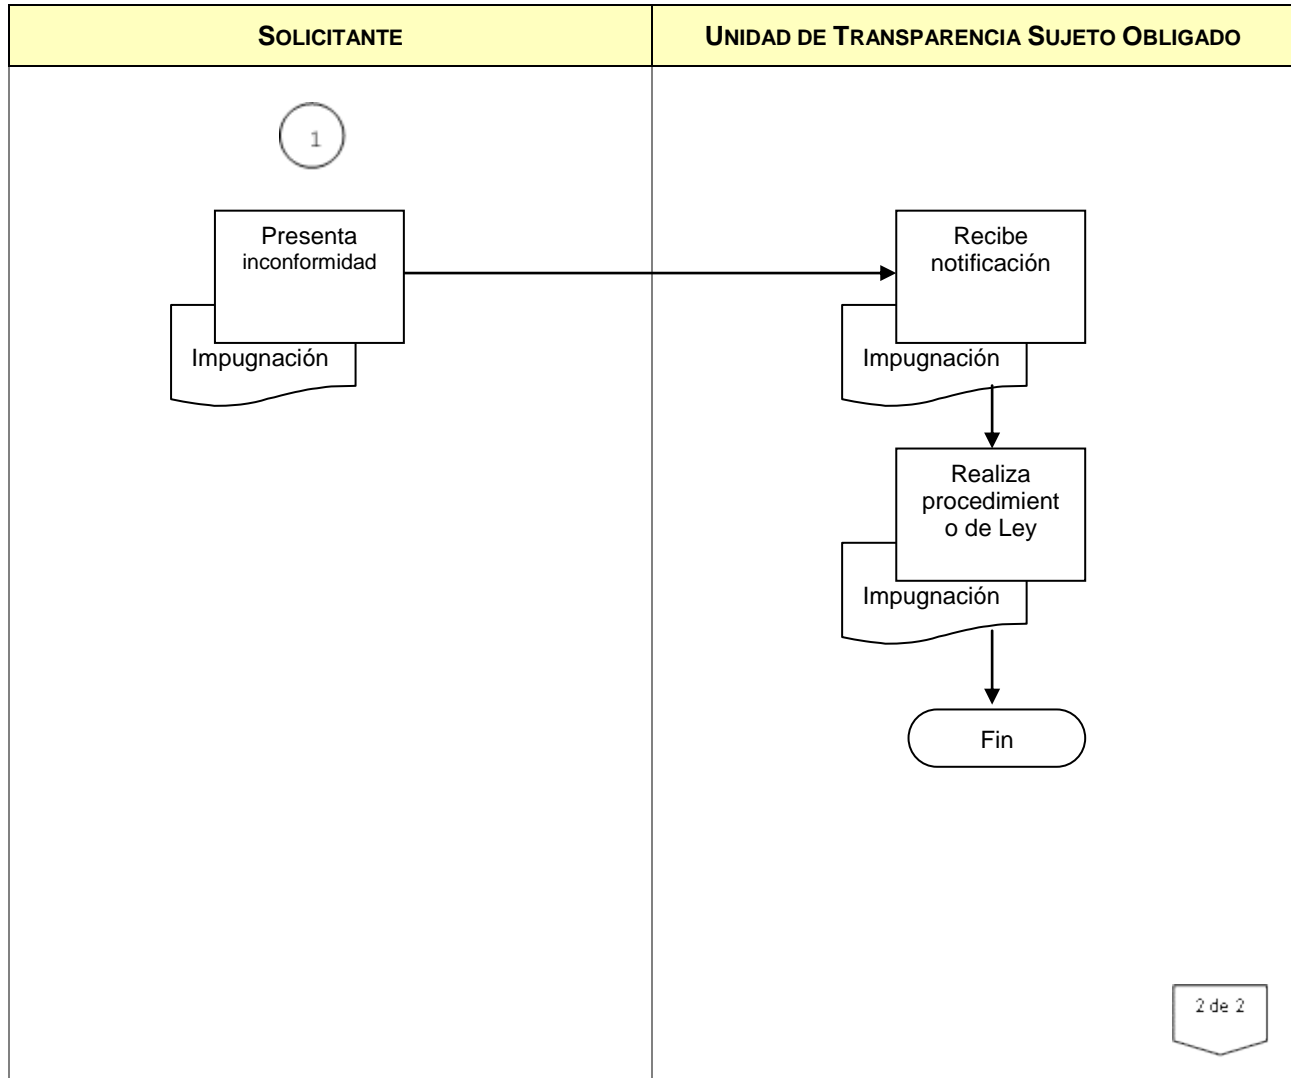 SOLICITANTE
UNIDAD DE TRANSPARENCIA SUJETO OBLIGADO
1
Presenta
inconformidad
Impugnación
Recibe
notificación
Impugnación
Realiza
procedimient
o de Ley
Impugnación
Fin
2 de 2